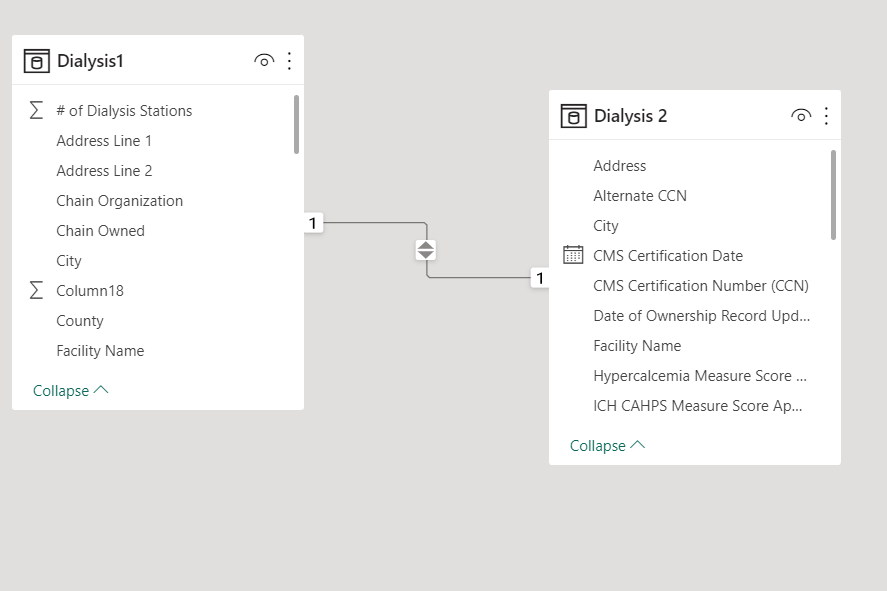 Dialysis1
# of Dialysis Stations
Address Line 1
Address Line 2
Chain Organization
Chain Owned
City
Column18
County
Facility Name
Collapse
1
1
Dialysis 2
Address
Alternate CCN
City
CMS Certification Date
CMS Certification Number (CCN)
Date of Ownership Record Upd...
Facility Name
Hypercalcemia Measure Score ...
ICH CAHPS Measure Score Ap...
Collapse